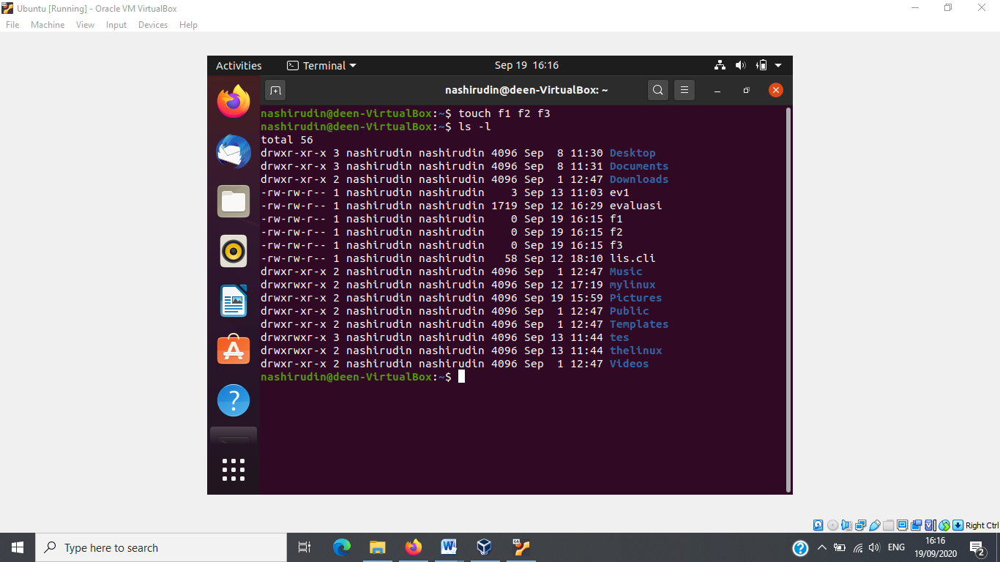 Ubuntu [Running] - Oracle VM VirtualBox
File Machine View Input Devices Help
Activities Terminal Sep 19 16:16
nashirudin@deen-VirtualBox: ~
nashirudin@deen-VirtualBox:~$ touch f1 f2 f3
nashirudin@deen-VirtualBox:~$ ls -l
total 56
drwxr-xr-x 3 nashirudin nashirudin 4096 Sep  8 11:30 Desktop
drwxr-xr-x 3 nashirudin nashirudin 4096 Sep  8 11:31 Documents
drwxr-xr-x 2 nashirudin nashirudin 4096 Sep  1 12:47 Downloads
-rw-rw-r-- 1 nashirudin nashirudin    3 Sep 13 11:03 ev1
-rw-rw-r-- 1 nashirudin nashirudin 1719 Sep 12 16:29 evaluasi
-rw-rw-r-- 1 nashirudin nashirudin    0 Sep 19 16:15 f1
-rw-rw-r-- 1 nashirudin nashirudin    0 Sep 19 16:15 f2
-rw-rw-r-- 1 nashirudin nashirudin    0 Sep 19 16:15 f3
-rw-rw-r-- 1 nashirudin nashirudin   58 Sep 12 18:10 lis.cli
drwxr-xr-x 2 nashirudin nashirudin 4096 Sep  1 12:47 Music
drwxrwxr-x 2 nashirudin nashirudin 4096 Sep 12 17:19 mylinux
drwxr-xr-x 2 nashirudin nashirudin 4096 Sep 19 15:59 Pictures
drwxr-xr-x 2 nashirudin nashirudin 4096 Sep  1 12:47 Public
drwxr-xr-x 2 nashirudin nashirudin 4096 Sep  1 12:47 Templates
drwxrwxr-x 3 nashirudin nashirudin 4096 Sep 13 11:44 tes
drwxrwxr-x 2 nashirudin nashirudin 4096 Sep 13 11:44 thelinux
drwxr-xr-x 2 nashirudin nashirudin 4096 Sep  1 12:47 Videos
nashirudin@deen-VirtualBox:~$
Right Ctrl
Type here to search
ENG
16:16
19/09/2020
2